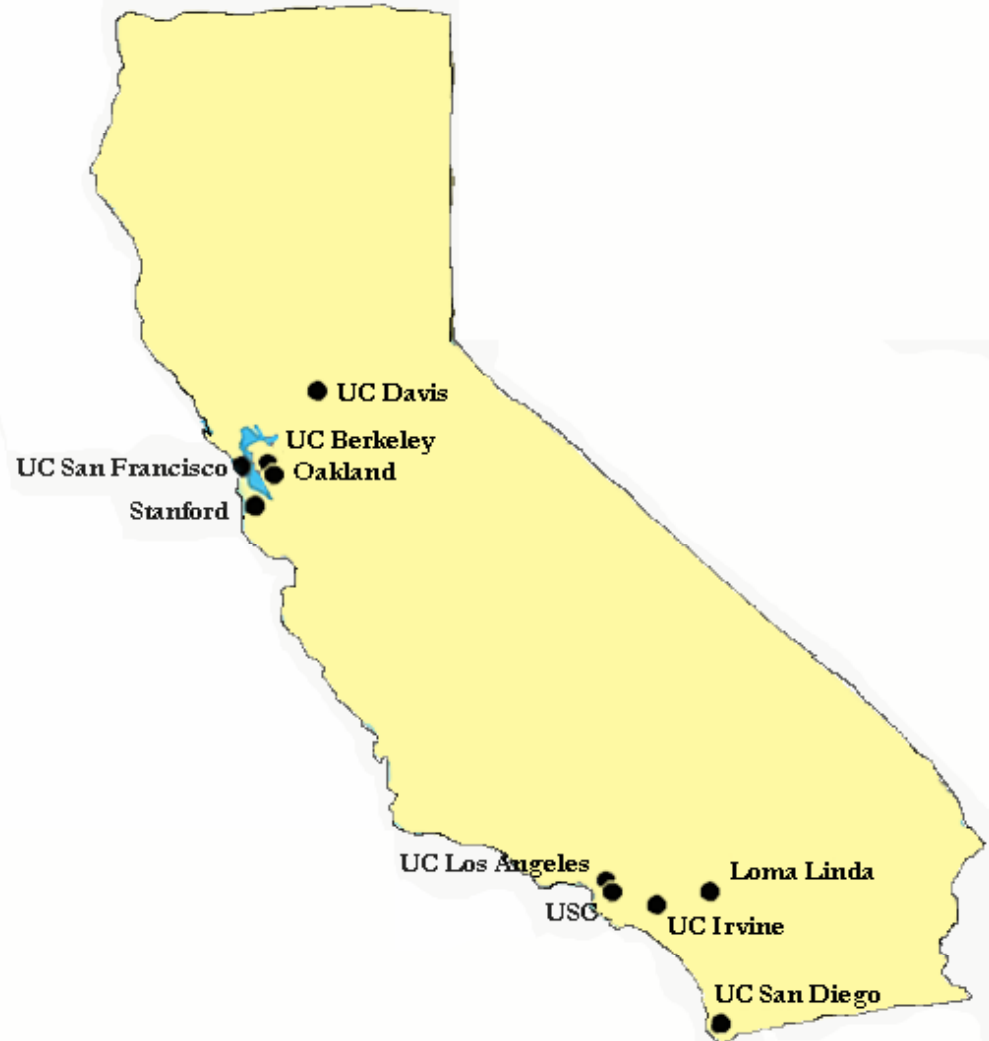 UC Davis
UC Berkeley
UC San Francisco
Oakland
Stanford
UC Los Angeles
Loma Linda
USC
UC Irvine
UC San Diego